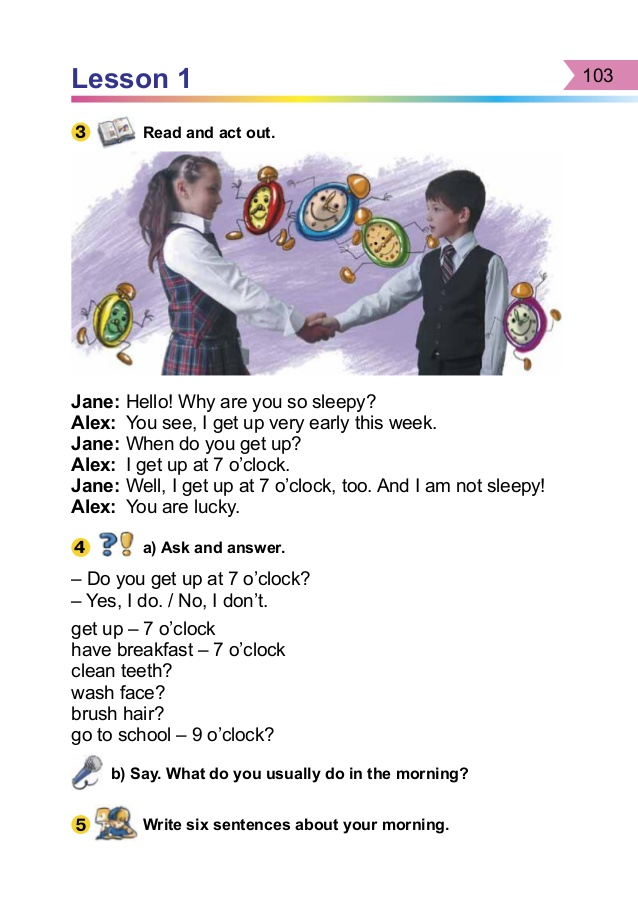 Lesson 1
103
3 Read and act out.
Jane: Hello! Why are you so sleepy?
Alex: You see, I get up very early this week.
Jane: When do you get up?
Alex: I get up at 7 o’clock.
Jane: Well, I get up at 7 o’clock, too. And I am not sleepy!
Alex: You are lucky.
4 ?! a) Ask and answer.
– Do you get up at 7 o’clock?
– Yes, I do. / No, I don’t.
get up – 7 o’clock
have breakfast – 7 o’clock
clean teeth?
wash face?
brush hair?
go to school – 9 o’clock?
b) Say. What do you usually do in the morning?
5 Write six sentences about your morning.